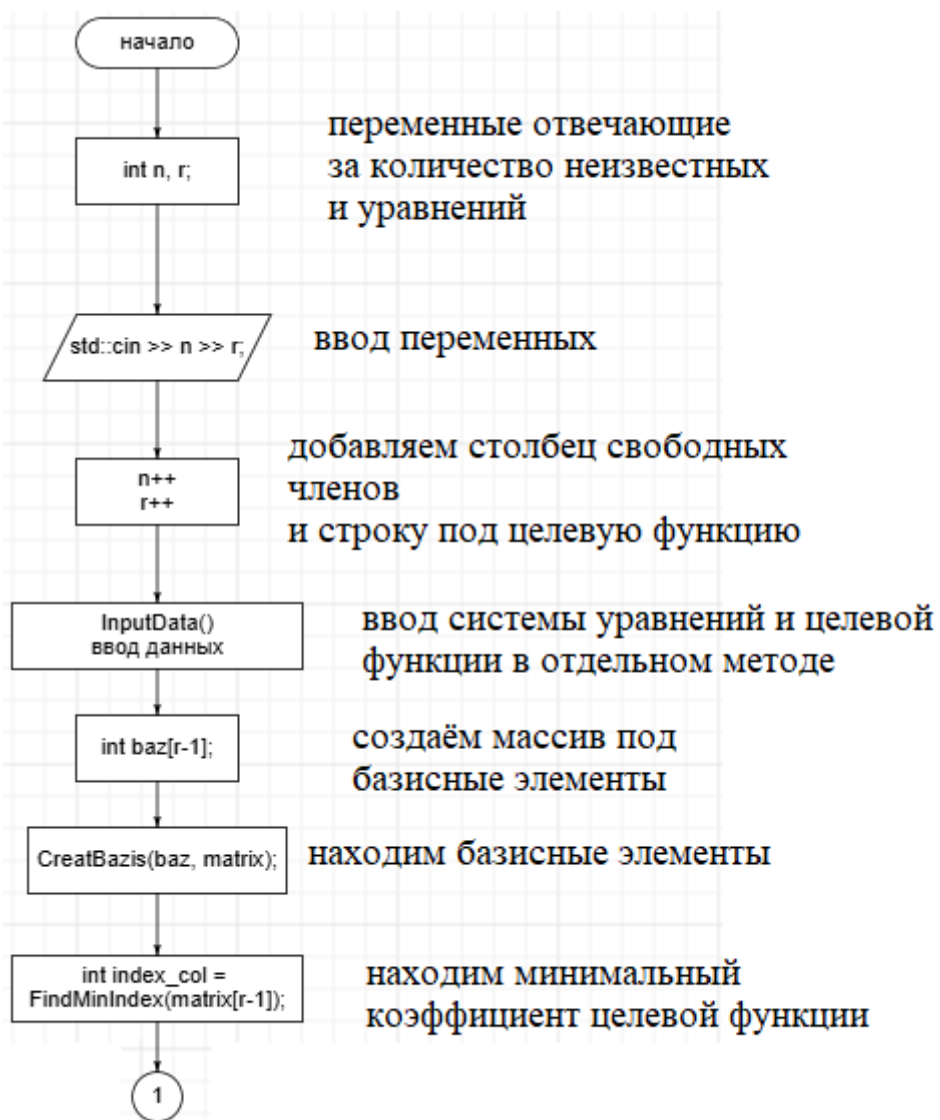 начало
int n, r;
переменные отвечающие
за количество неизвестных
и уравнений
std::cin >> n >> r;
ввод переменных
n++
r++
добавляем столбец свободных
членов
и строку под целевую функцию
InputData()
ввод данных
ввод системы уравнений и целевой
функции в отдельном методе
int baz[r-1];
создаём массив под
базисные элементы
CreatBazis(baz, matrix);
находим базисные элементы
int index_col =
FindMinIndex(matrix[r-1]);
находим минимальный
коэффициент целевой функции
1